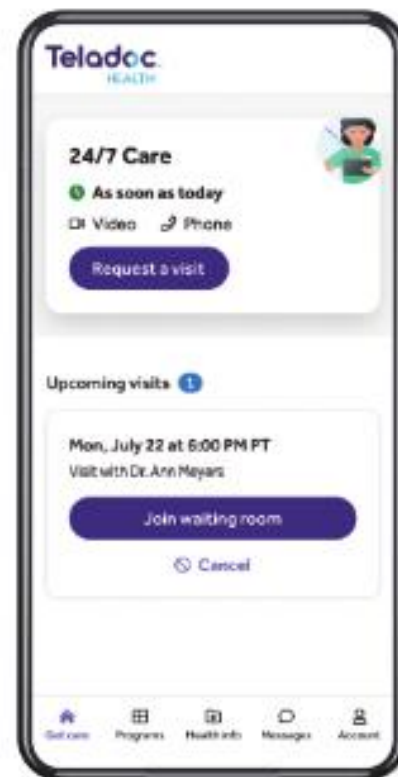 Teladoc
HEALTH
24/7 Care
As soon as today
Video Phone
Request a visit
Upcoming visits 1
Mon, July 22 at 6:00 PM PT
Visit with Dr. Ann Meyers
Join waiting room
Cancel
Get care Programs Health info Messages Account